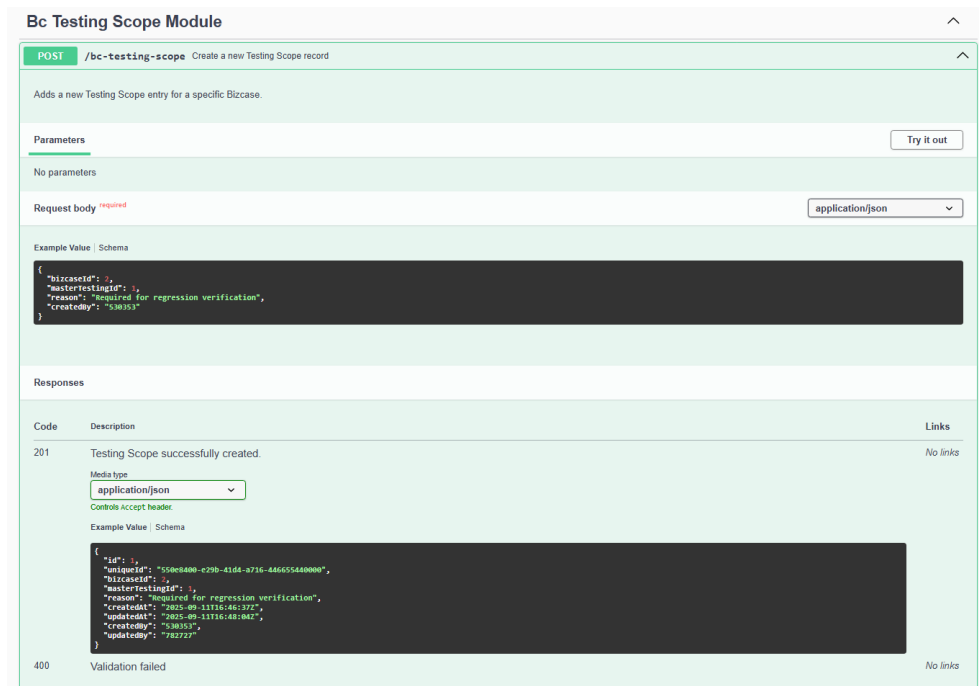 Bc Testing Scope Module
POST /bc-testing-scope Create a new Testing Scope record
Adds a new Testing Scope entry for a specific Bizcase.
Parameters
Try it out
No parameters
Request body required
application/json
Example Value | Schema
{
"bizcaseId": 2,
"masterTestingId": 1,
"reason": "Required for regression verification",
"createdBy": "530353"
}
Responses
Code Description Links
201 Testing Scope successfully created. No links
Media type
application/json
Controls Accept header.
Example Value | Schema
{
"id": 1,
"uniqueId": "550e8400-e29b-41d4-a716-446655440000",
"bizcaseId": 2,
"masterTestingId": 1,
"reason": "Required for regression verification",
"createdAt": "2025-09-11T16:46:37Z",
"updatedAt": "2025-09-11T16:48:04Z",
"createdBy": "530353",
"updatedBy": "782727"
}
400 Validation failed No links